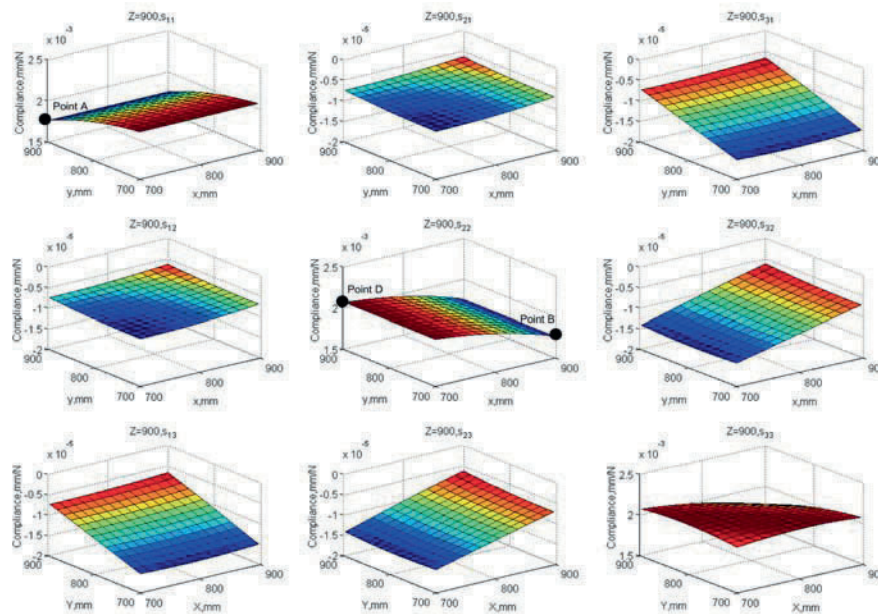 Z=900,s11 Z=900,s21 Z=900,s31
x 10-3 x 10-5 x 10-5
Compliance,mm/N 2.5 2 1.5 Point A
900 800 700 y,mm 700 800 900 x,mm
Compliance,mm/N 0 -0.5 -1 -1.5 -2
900 800 700 y,mm 700 800 900 x,mm
Compliance,mm/N 0 -0.5 -1 -1.5 -2
900 800 700 y,mm 700 800 900 x,mm
Z=900,s12 Z=900,s22 Z=900,s32
x 10-5 x 10-3 x 10-5
Compliance,mm/N 0 -0.5 -1 -1.5 -2
900 800 700 y,mm 700 800 900 x,mm
Compliance,mm/N 2.5 2 1.5 Point D Point B
900 800 700 y,mm 700 800 900 x,mm
Compliance,mm/N 0 -0.5 -1 -1.5 -2
900 800 700 y,mm 700 800 900 x,mm
Z=900,s13 Z=900,s23 Z=900,s33
x 10-5 x 10-5 x 10-3
Compliance,mm/N 0 -0.5 -1 -1.5 -2
900 800 700 Y,mm 700 800 900 X,mm
Compliance,mm/N 0 -0.5 -1 -1.5 -2
900 800 700 Y,mm 700 800 900 X,mm
Compliance,mm/N 2.5 2 1.5
900 800 700 Y,mm 700 800 900 X,mm